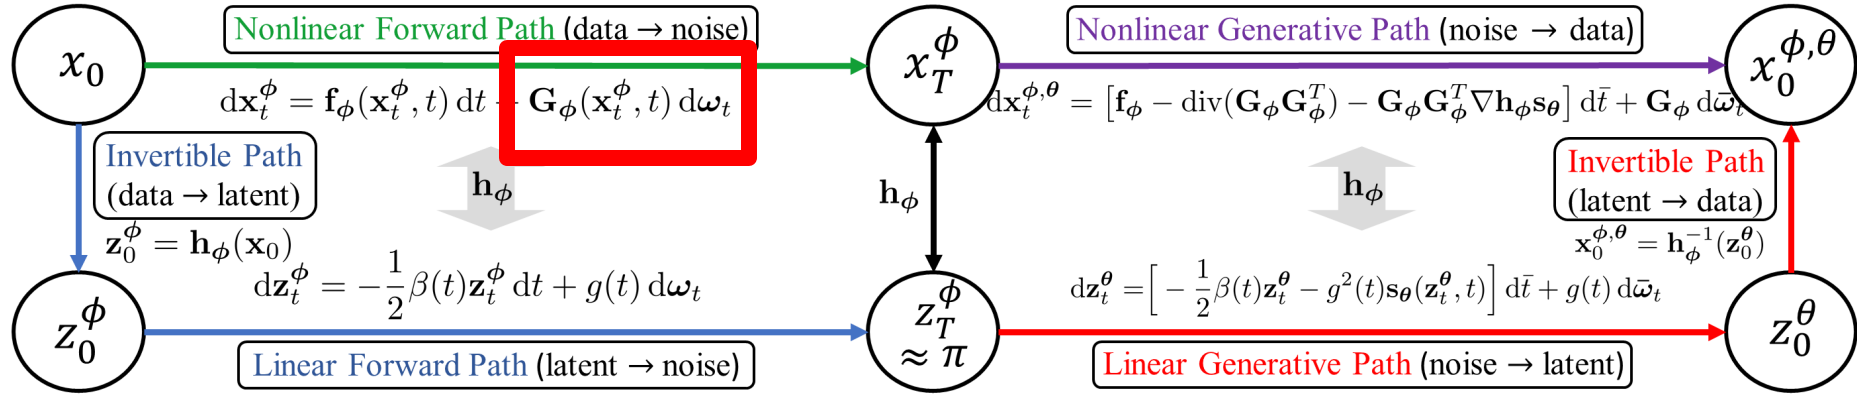 Nonlinear Forward Path (data → noise)
Nonlinear Generative Path (noise → data)
x_0
x_T^ϕ
x_0^{ϕ,θ}
dx_t^ϕ = f_ϕ(x_t^ϕ, t) dt + G_ϕ(x_t^ϕ, t) dω_t
dx_t^{ϕ,θ} = [f_ϕ − div(G_ϕG_ϕ^T) − G_ϕG_ϕ^T∇h_ϕs_θ] dt̄ + G_ϕ dω̄_t
Invertible Path
(data → latent)
z_0^ϕ = h_ϕ(x_0)
h_ϕ
h_ϕ
h_ϕ
Invertible Path
(latent → data)
x_0^{ϕ,θ} = h_ϕ^{-1}(z_0^θ)
dz_t^ϕ = −\frac{1}{2}β(t)z_t^ϕ dt + g(t) dω_t
dz_t^θ = [−\frac{1}{2}β(t)z_t^θ − g^2(t)s_θ(z_t^θ, t)] dt̄ + g(t) dω̄_t
z_0^ϕ
z_T^ϕ
≈ π
z_0^θ
Linear Forward Path (latent → noise)
Linear Generative Path (noise → latent)